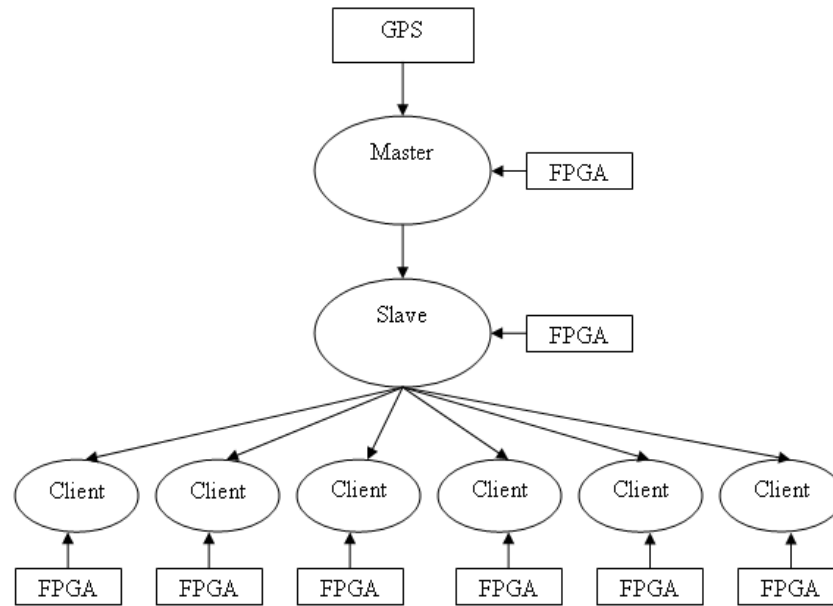 GPS
Master
FPGA
Slave
FPGA
Client
Client
Client
Client
Client
Client
FPGA
FPGA
FPGA
FPGA
FPGA
FPGA